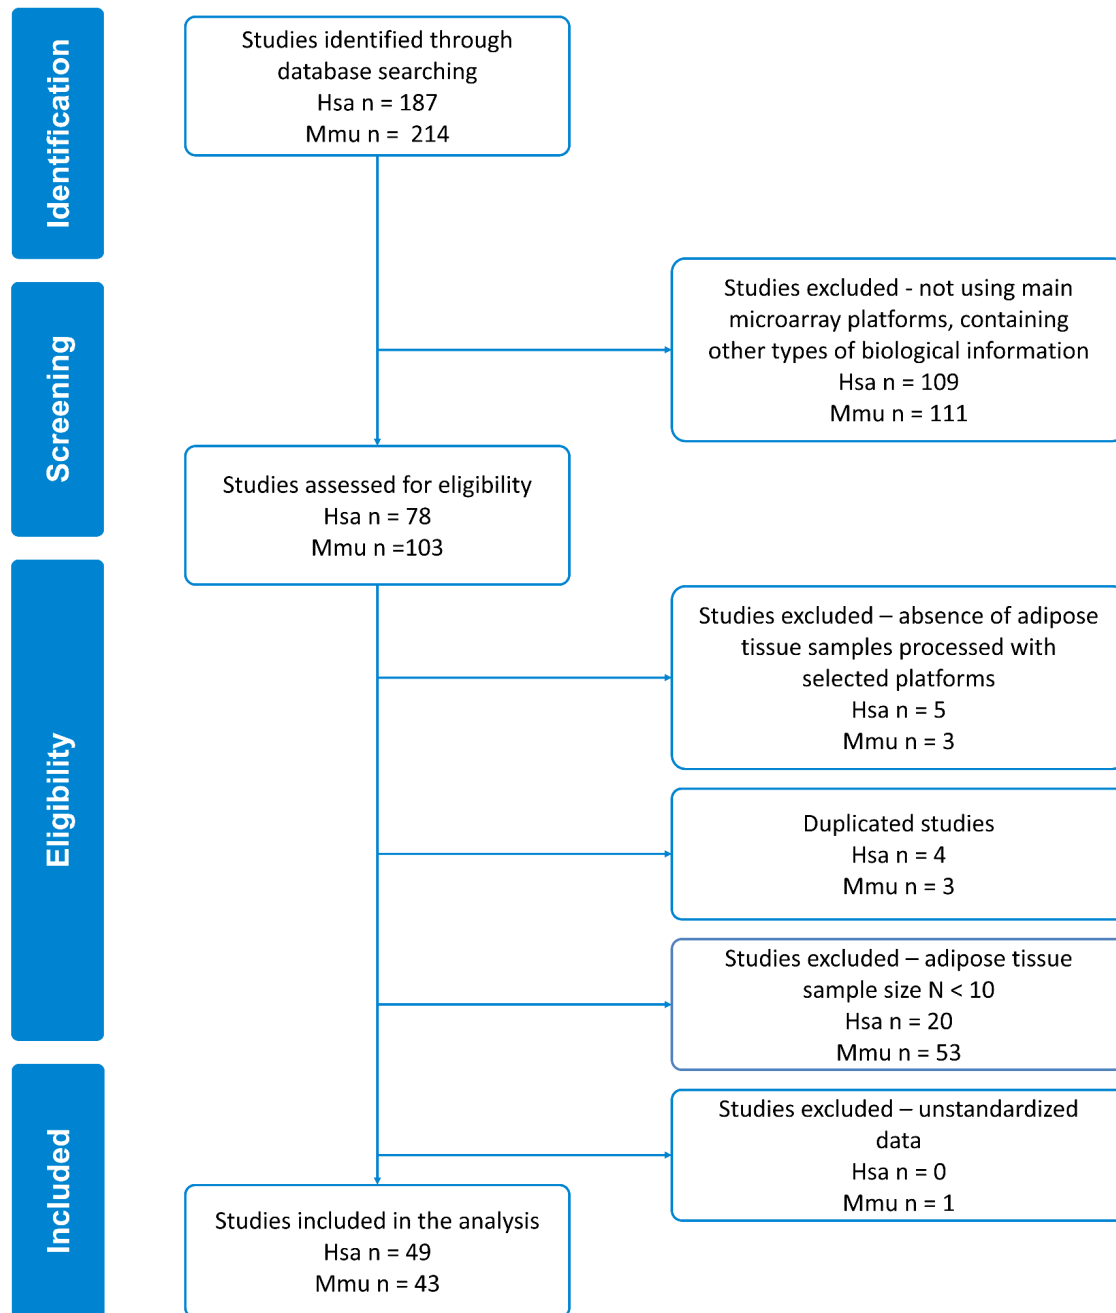 Identification
Studies identified through
database searching
Hsa n = 187
Mmu n = 214
Screening
Studies excluded - not using main
microarray platforms, containing
other types of biological information
Hsa n = 109
Mmu n = 111
Studies assessed for eligibility
Hsa n = 78
Mmu n =103
Eligibility
Studies excluded – absence of adipose
tissue samples processed with
selected platforms
Hsa n = 5
Mmu n = 3
Duplicated studies
Hsa n = 4
Mmu n = 3
Studies excluded – adipose tissue
sample size N < 10
Hsa n = 20
Mmu n = 53
Included
Studies excluded – unstandardized
data
Hsa n = 0
Mmu n = 1
Studies included in the analysis
Hsa n = 49
Mmu n = 43